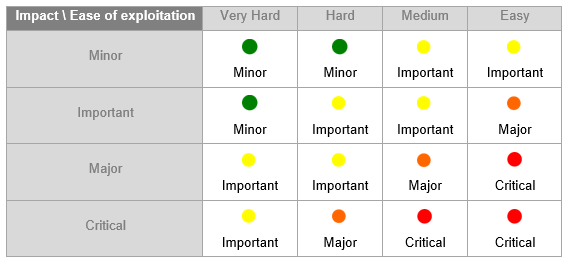 Impact \ Ease of exploitation Very Hard Hard Medium Easy
Minor Minor Minor Important Important
Important Minor Important Important Major
Major Important Important Major Critical
Critical Important Major Critical Critical